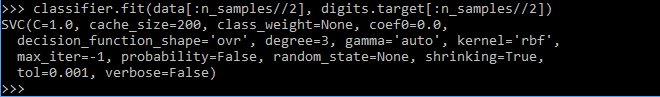 >>> classifier.fit(data[:n_samples//2], digits.target[:n_samples//2])
SVC(C=1.0, cache_size=200, class_weight=None, coef0=0.0,
  decision_function_shape='ovr', degree=3, gamma='auto', kernel='rbf',
  max_iter=-1, probability=False, random_state=None, shrinking=True,
  tol=0.001, verbose=False)
>>>